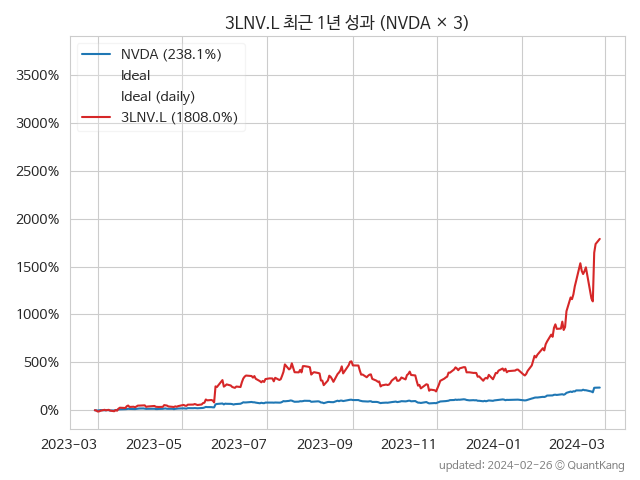 3LNV.L 최근 1년 성과 (NVDA × 3)
NVDA (238.1%)
Ideal
Ideal (daily)
3LNV.L (1808.0%)
3500%
3000%
2500%
2000%
1500%
1000%
500%
0%
2023-03 2023-05 2023-07 2023-09 2023-11 2024-01 2024-03
updated: 2024-02-26 © QuantKang